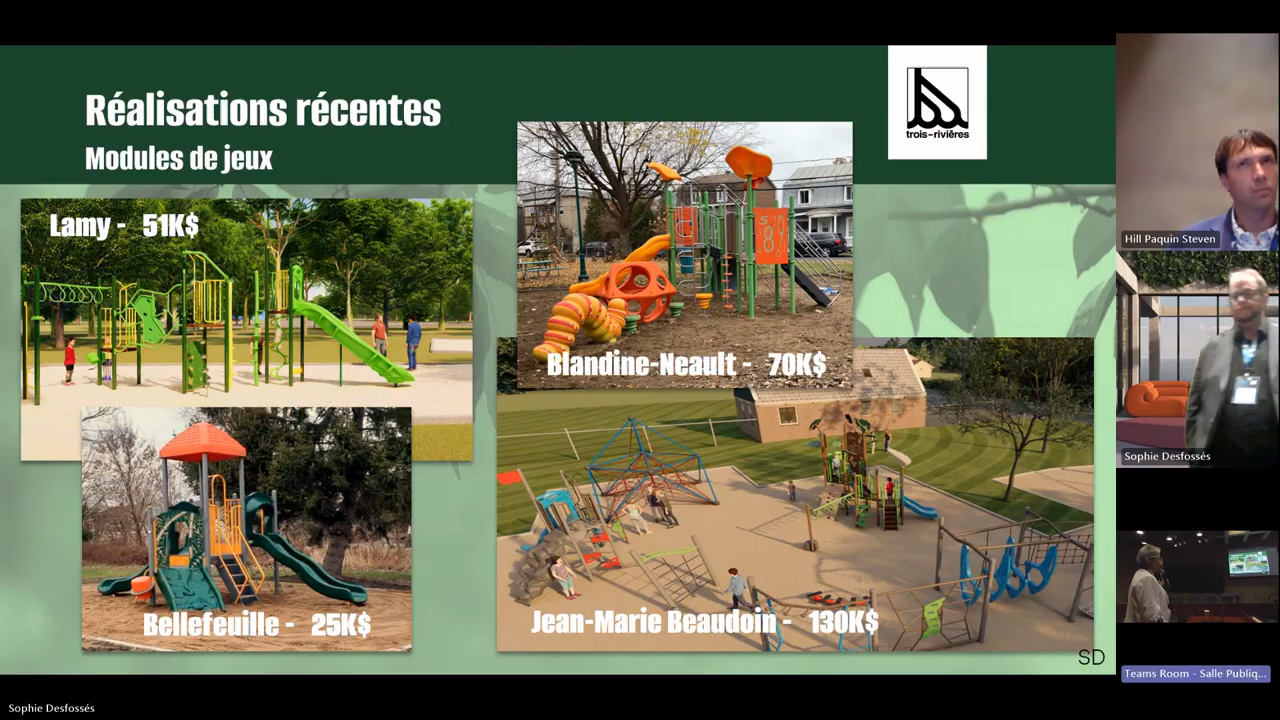 Réalisations récentes
Modules de jeux
trois-rivières
Lamy - 51K$
Blandine-Neault - 70K$
Bellefeuille - 25K$
Jean-Marie Beaudoin - 130K$
SD
Hill Paquin Steven
Sophie Desfossés
Teams Room - Salle Publiq...
Sophie Desfossés